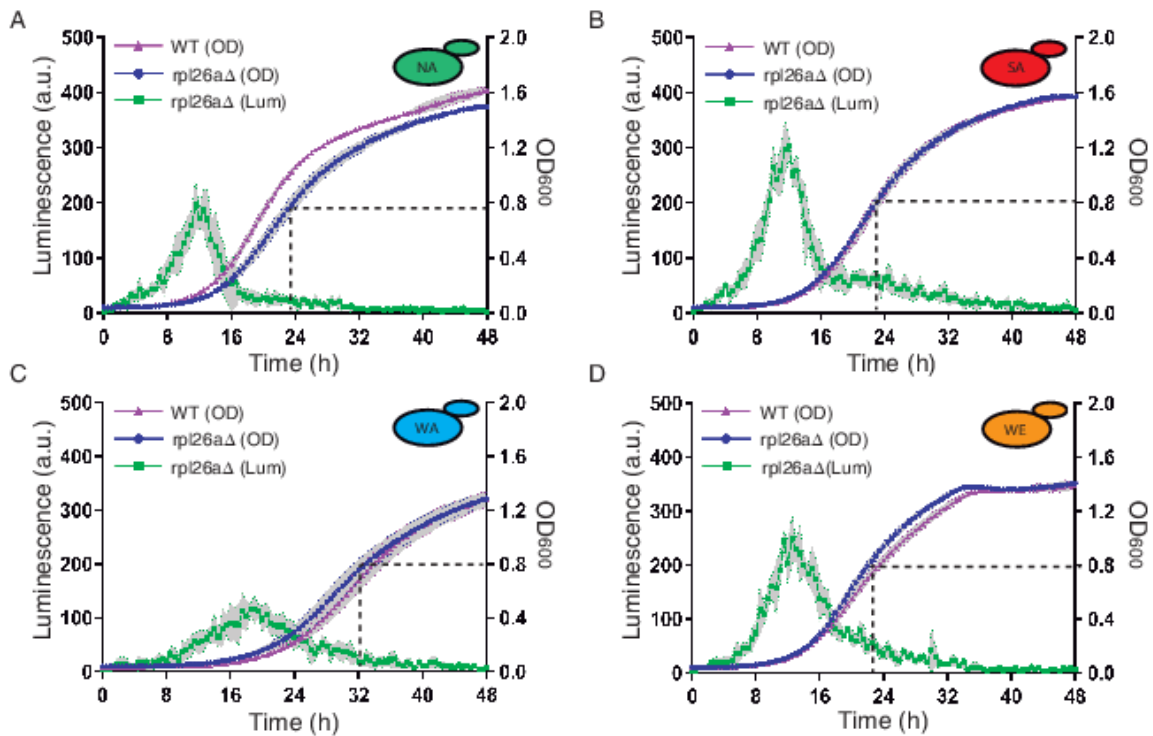 A
WT (OD)
rpl26aΔ (OD)
rpl26aΔ (Lum)
NA
Luminescence (a.u.)
500
400
300
200
100
0
OD600
2.0
1.6
1.2
0.8
0.4
0.0
0 8 16 24 32 40 48
Time (h)
B
WT (OD)
rpl26aΔ (OD)
rpl26aΔ (Lum)
SA
Luminescence (a.u.)
500
400
300
200
100
0
OD600
2.0
1.6
1.2
0.8
0.4
0.0
0 8 16 24 32 40 48
Time (h)
C
WT (OD)
rpl26aΔ (OD)
rpl26aΔ (Lum)
WA
Luminescence (a.u.)
500
400
300
200
100
0
OD600
2.0
1.6
1.2
0.8
0.4
0.0
0 8 16 24 32 40 48
Time (h)
D
WT (OD)
rpl26aΔ (OD)
rpl26aΔ(Lum)
WE
Luminescence (a.u.)
500
400
300
200
100
0
OD600
2.0
1.6
1.2
0.8
0.4
0.0
0 8 16 24 32 40 48
Time (h)